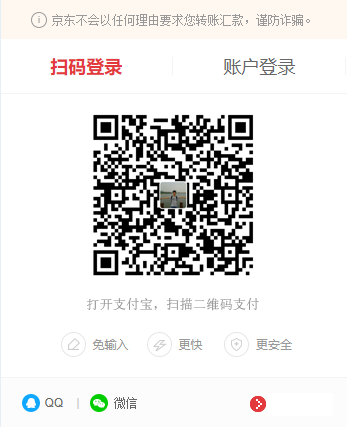 京东不会以任何理由要求您转账汇款，谨防诈骗。
扫码登录 账户登录
打开支付宝，扫描二维码支付
免输入 更快 更安全
QQ | 微信